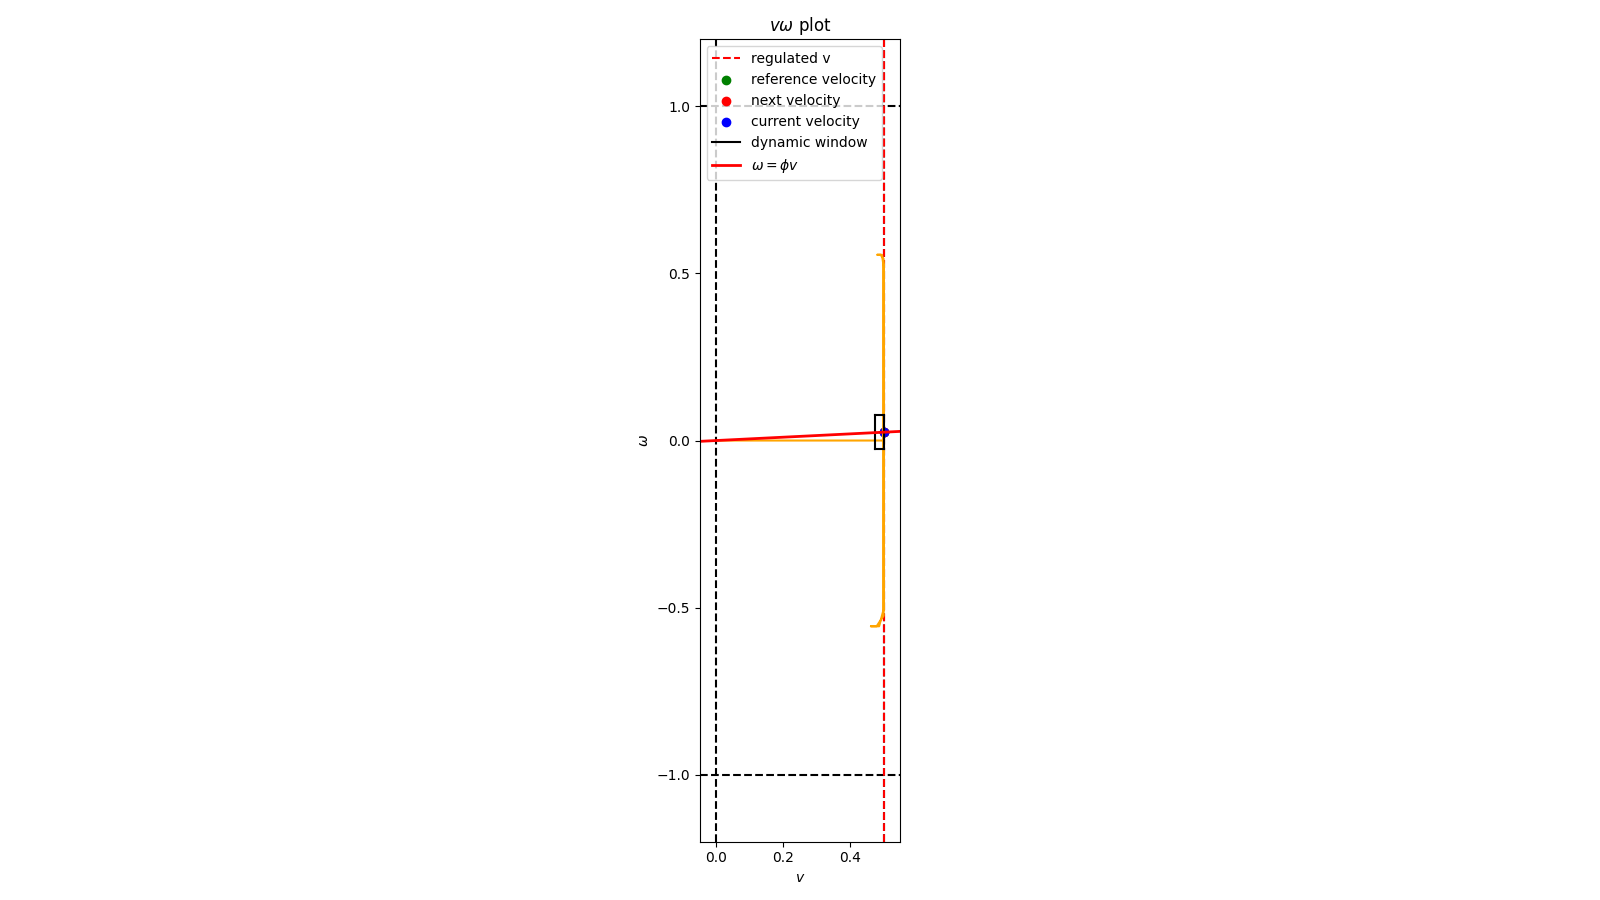 vω plot
regulated v
reference velocity
next velocity
current velocity
dynamic window
ω = ϕv
1.0
0.5
0.0
−0.5
−1.0
ω
0.0 0.2 0.4
v